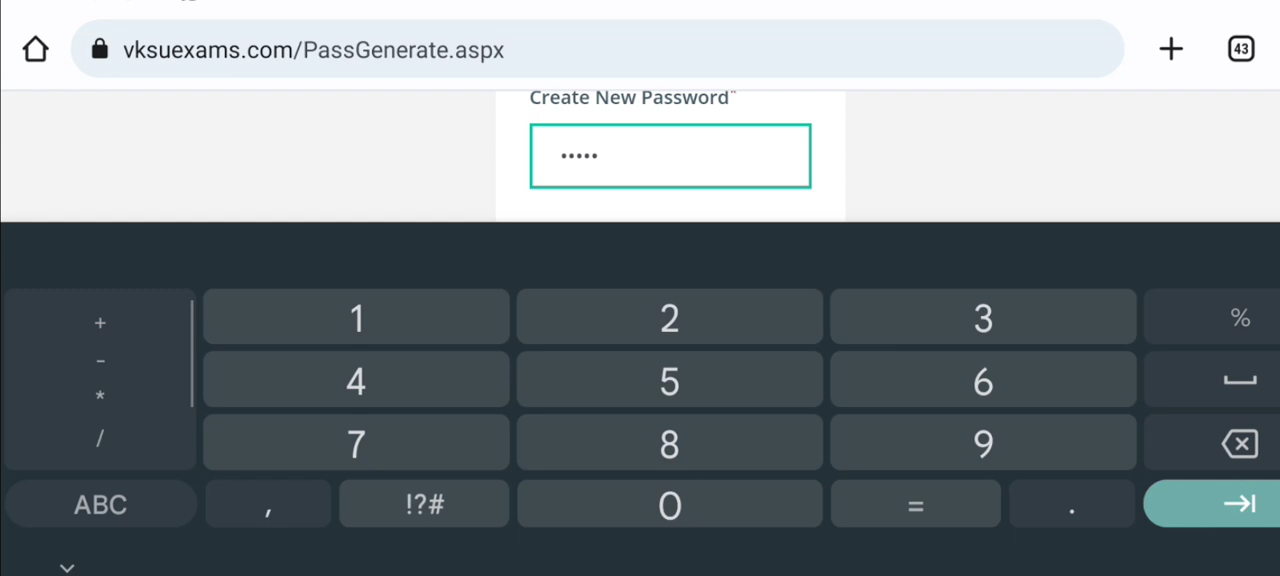 vksuexams.com/PassGenerate.aspx
43
Create New Password*
•••••
+ 1 2 3 %
-
4 5 6
*
/ 7 8 9
ABC , !?# 0 = .